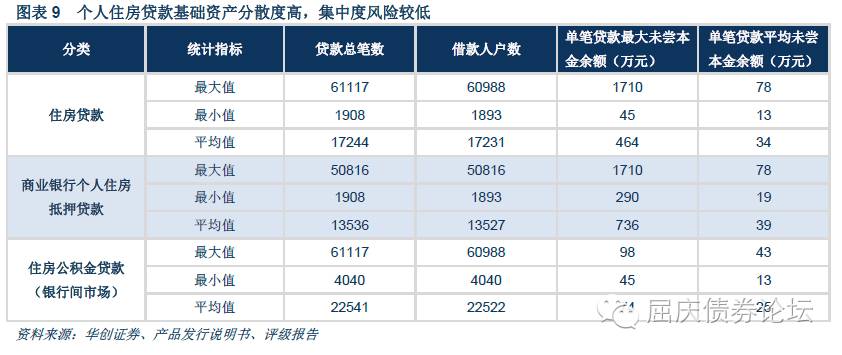 图表 9 个人住房贷款基础资产分散度高，集中度风险较低
分类 统计指标 贷款总笔数 借款人户数 单笔贷款最大未尝本金余额（万元） 单笔贷款平均未尝本金余额（万元）
住房贷款 最大值 61117 60988 1710 78
最小值 1908 1893 45 13
平均值 17244 17231 464 34
商业银行个人住房抵押贷款 最大值 50816 50816 1710 78
最小值 1908 1893 290 19
平均值 13536 13527 736 39
住房公积金贷款（银行间市场） 最大值 61117 60988 98 43
最小值 4040 4040 45 13
平均值 22541 22522
屈庆债券论坛
资料来源：华创证券、产品发行说明书、评级报告